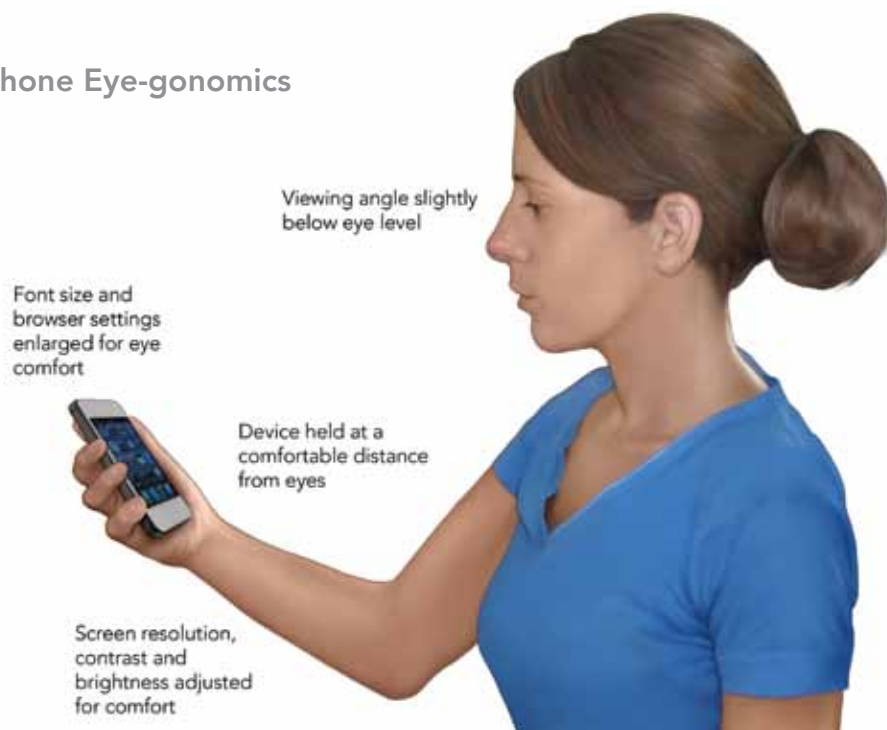 hone Eye-gonomics
Viewing angle slightly
below eye level
Font size and
browser settings
enlarged for eye
comfort
Device held at a
comfortable distance
from eyes
Screen resolution,
contrast and
brightness adjusted
for comfort